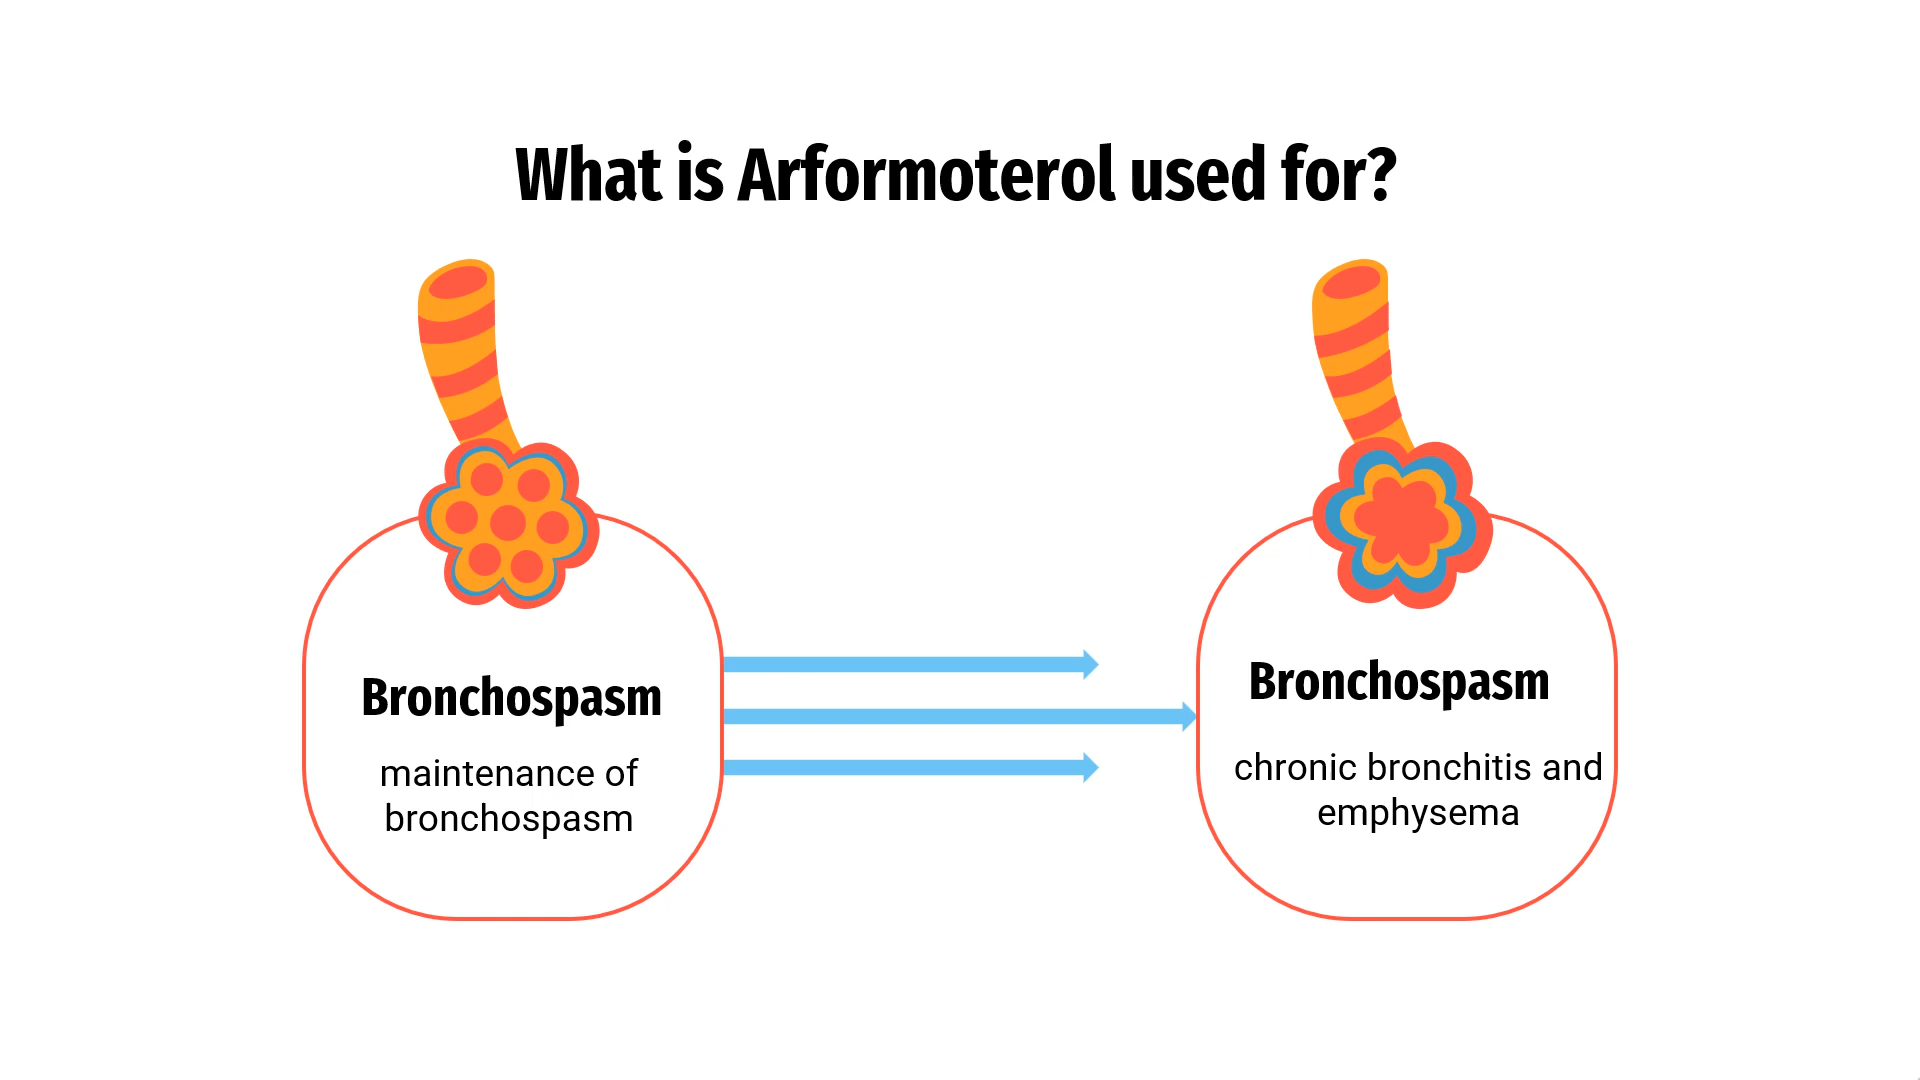 What is Arformoterol used for?
Bronchospasm
maintenance of
bronchospasm
Bronchospasm
chronic bronchitis and
emphysema